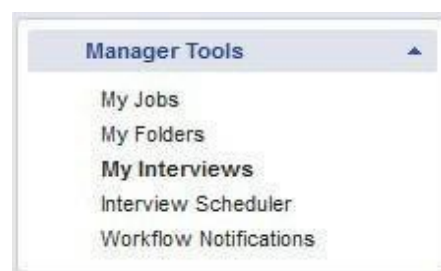 Manager Tools
My Jobs
My Folders
My Interviews
Interview Scheduler
Workflow Notifications